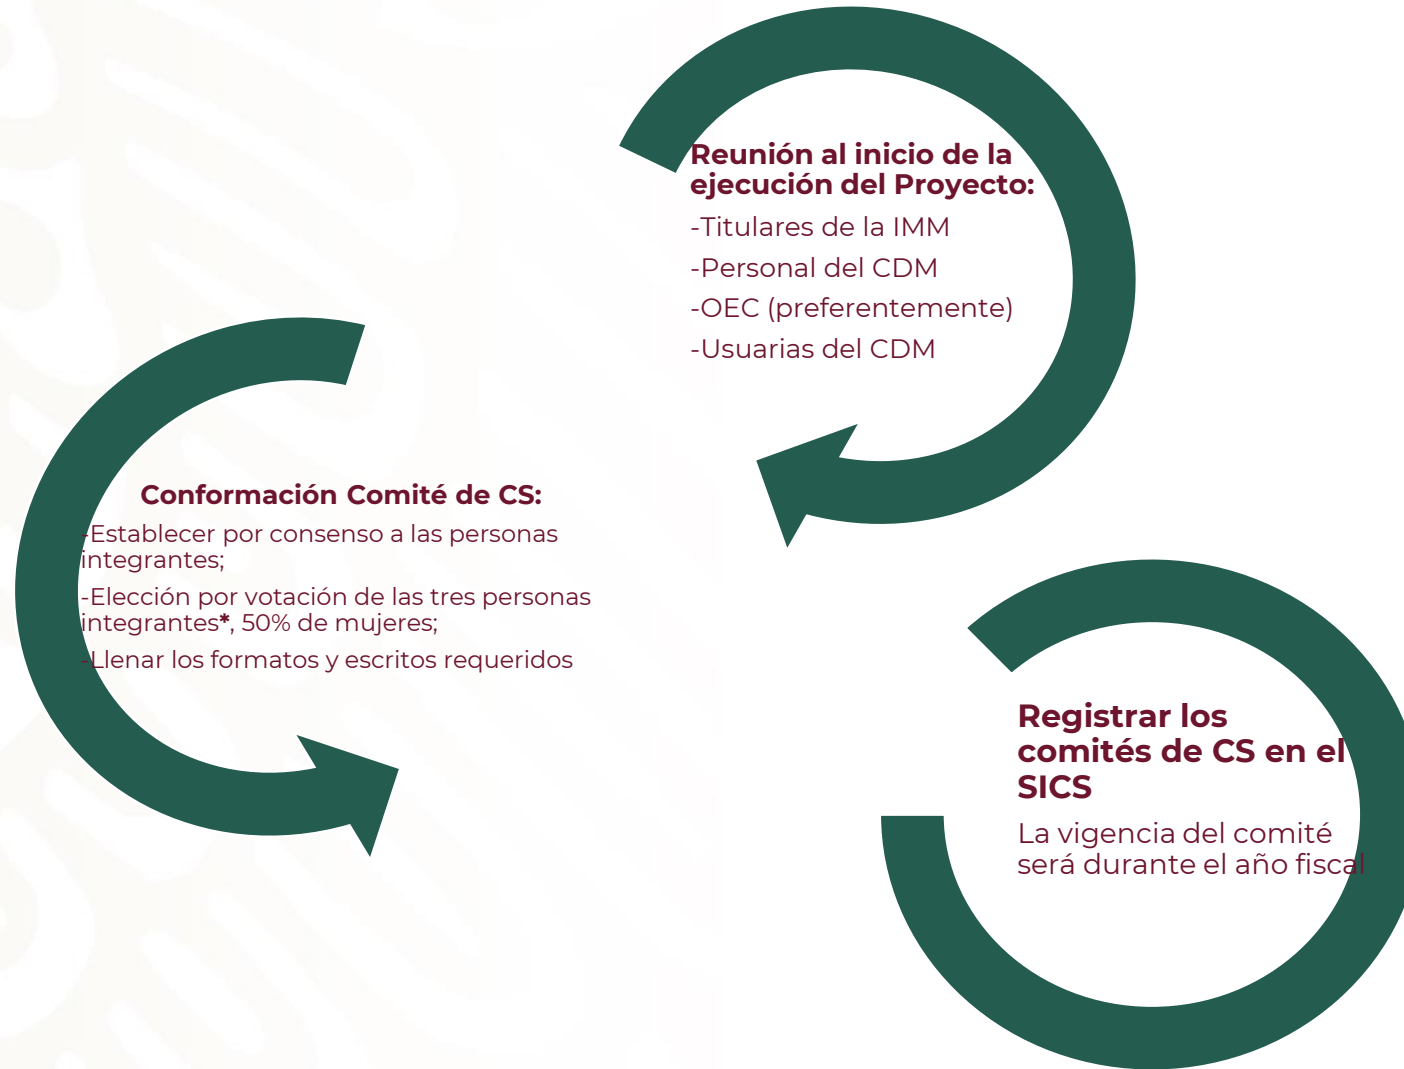 Reunión al inicio de la
ejecución del Proyecto:
-Titulares de la IMM
-Personal del CDM
-OEC (preferentemente)
-Usuarias del CDM
Conformación Comité de CS:
-Establecer por consenso a las personas
integrantes;
-Elección por votación de las tres personas
integrantes*, 50% de mujeres;
-Llenar los formatos y escritos requeridos
Registrar los
comités de CS en el
SICS
La vigencia del comité
será durante el año fiscal